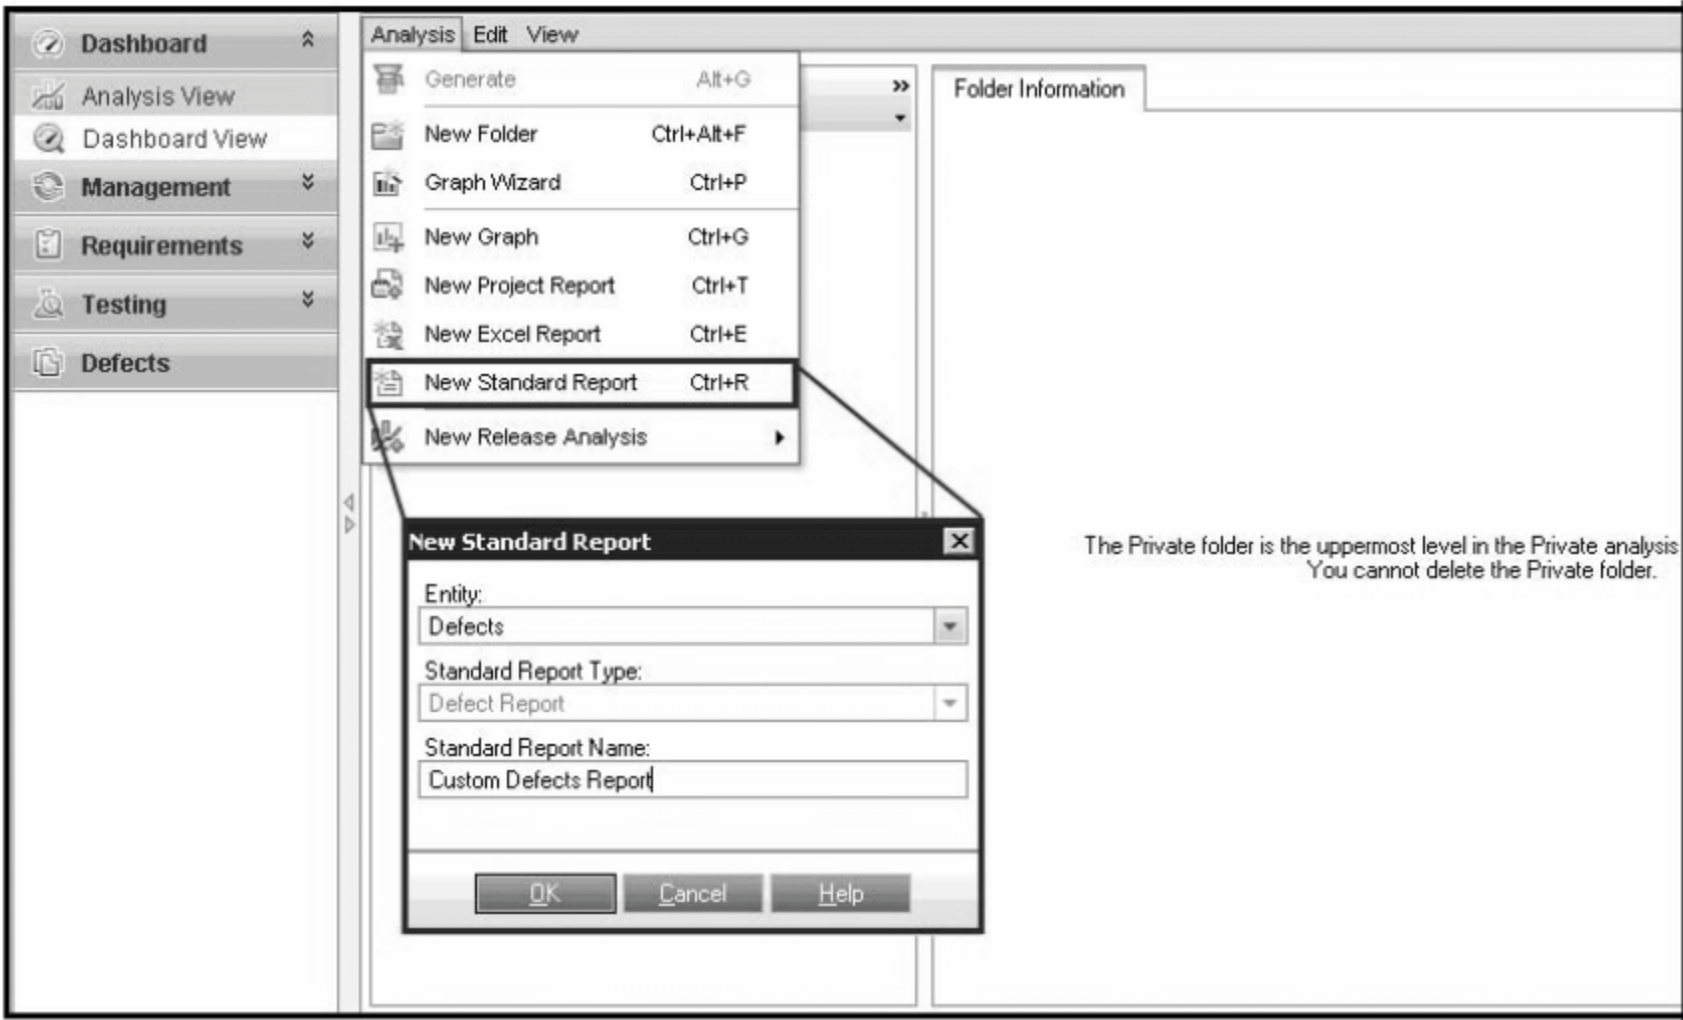 Dashboard
Analysis View
Dashboard View
Management
Requirements
Testing
Defects
Analysis Edit View
Generate Alt+G
New Folder Ctrl+Alt+F
Graph Wizard Ctrl+P
New Graph Ctrl+G
New Project Report Ctrl+T
New Excel Report Ctrl+E
New Standard Report Ctrl+R
New Release Analysis
Folder Information
The Private folder is the uppermost level in the Private analysis
You cannot delete the Private folder.
New Standard Report
Entity:
Defects
Standard Report Type:
Defect Report
Standard Report Name:
Custom Defects Report
OK Cancel Help